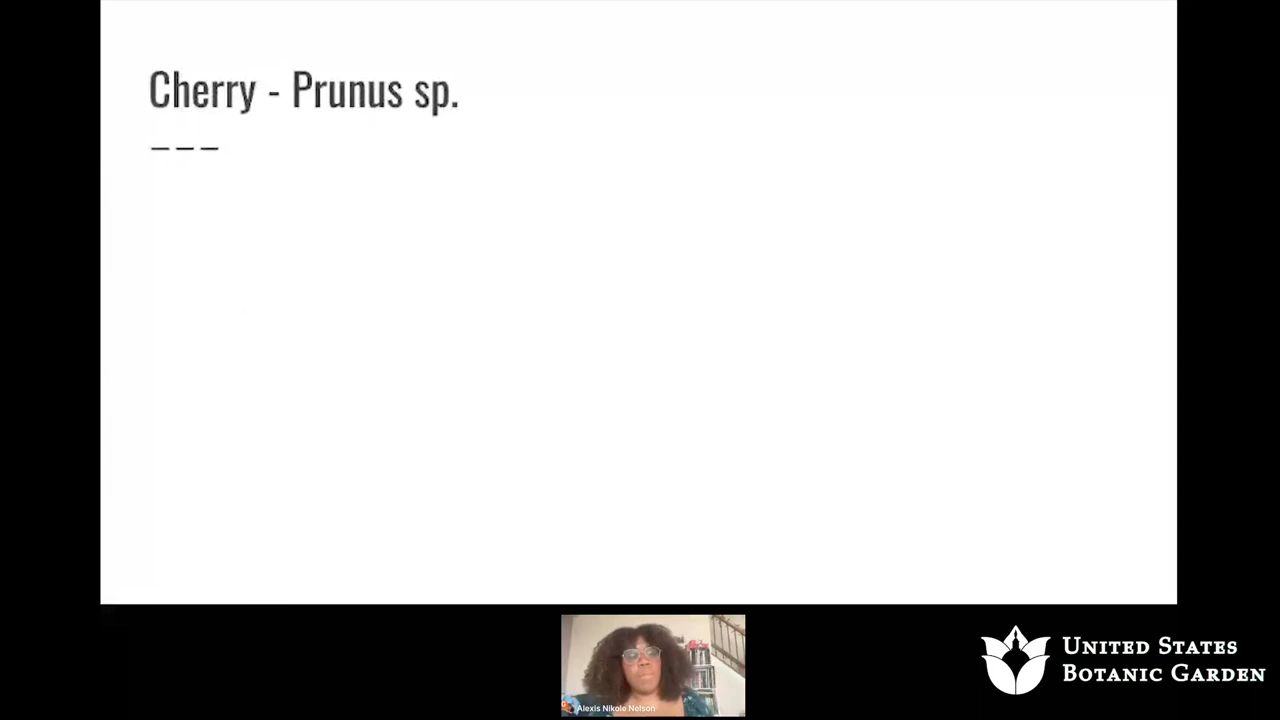 Cherry - Prunus sp.
Alexis Nikole Nelson
United States
Botanic Garden